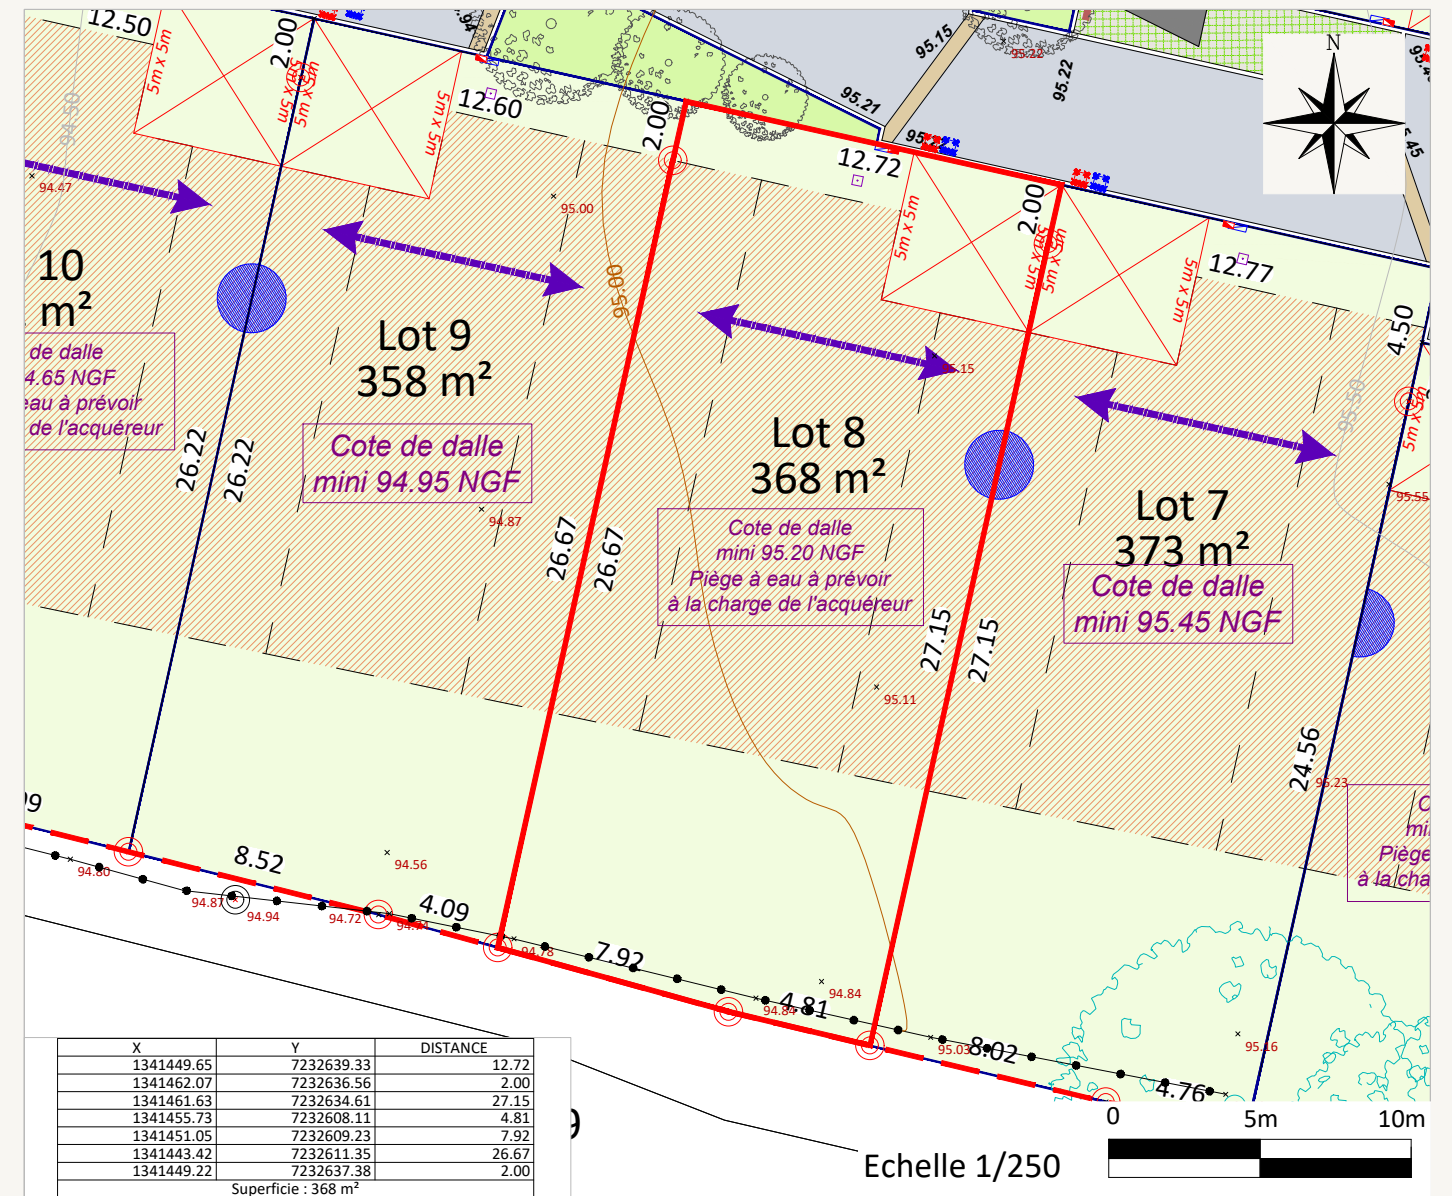 12.50
2.00
5m x 5m
5m x 5m
5m x 5m
5m x 5m
94.50
94.47
12.60
2.00
95.00
95.00
95.15
95.22
95.22
95.21
12.72
2.00
5m x 5m
5m x 5m
5m x 5m
5m x 5m
12.77
4.50
95.50
5m x 5m
95.55
N
10
m²
de dalle
4.65 NGF
eau à prévoir
de l'acquéreur
Lot 9
358 m²
Cote de dalle
mini 94.95 NGF
94.87
26.22
26.22
26.67
26.67
Lot 8
368 m²
Cote de dalle
mini 95.20 NGF
Piège à eau à prévoir
à la charge de l'acquéreur
95.11
27.15
27.15
Lot 7
373 m²
Cote de dalle
mini 95.45 NGF
24.56
95.23
Piège
à la cha
8.52
94.56
94.80
94.87
94.94
94.72
4.09
94.78
7.92
94.84
94.84
4.81
95.03
8.02
95.16
4.76
X Y DISTANCE
1341449.65 7232639.33 12.72
1341462.07 7232636.56 2.00
1341461.63 7232634.61 27.15
1341455.73 7232608.11 4.81
1341451.05 7232609.23 7.92
1341443.42 7232611.35 26.67
1341449.22 7232637.38 2.00
Superficie : 368 m²
0 5m 10m
Echelle 1/250